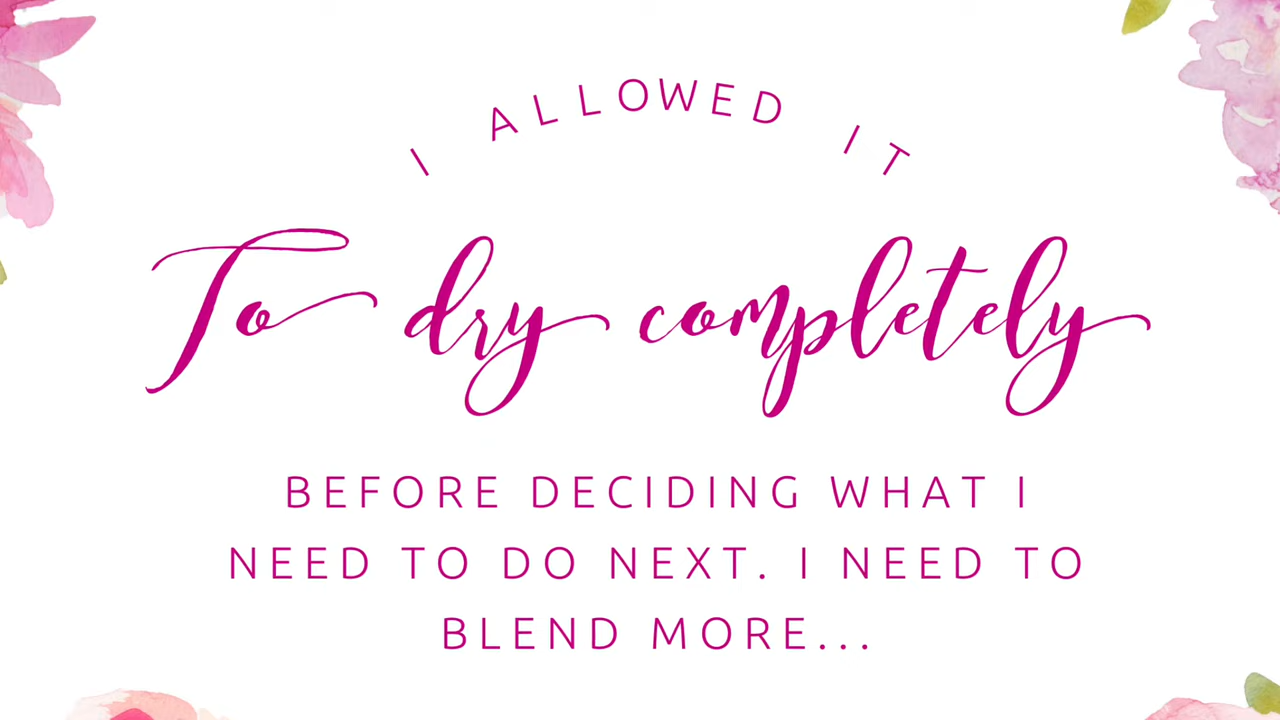 I ALLOWED IT
To dry completely
BEFORE DECIDING WHAT I
NEED TO DO NEXT. I NEED TO
BLEND MORE...